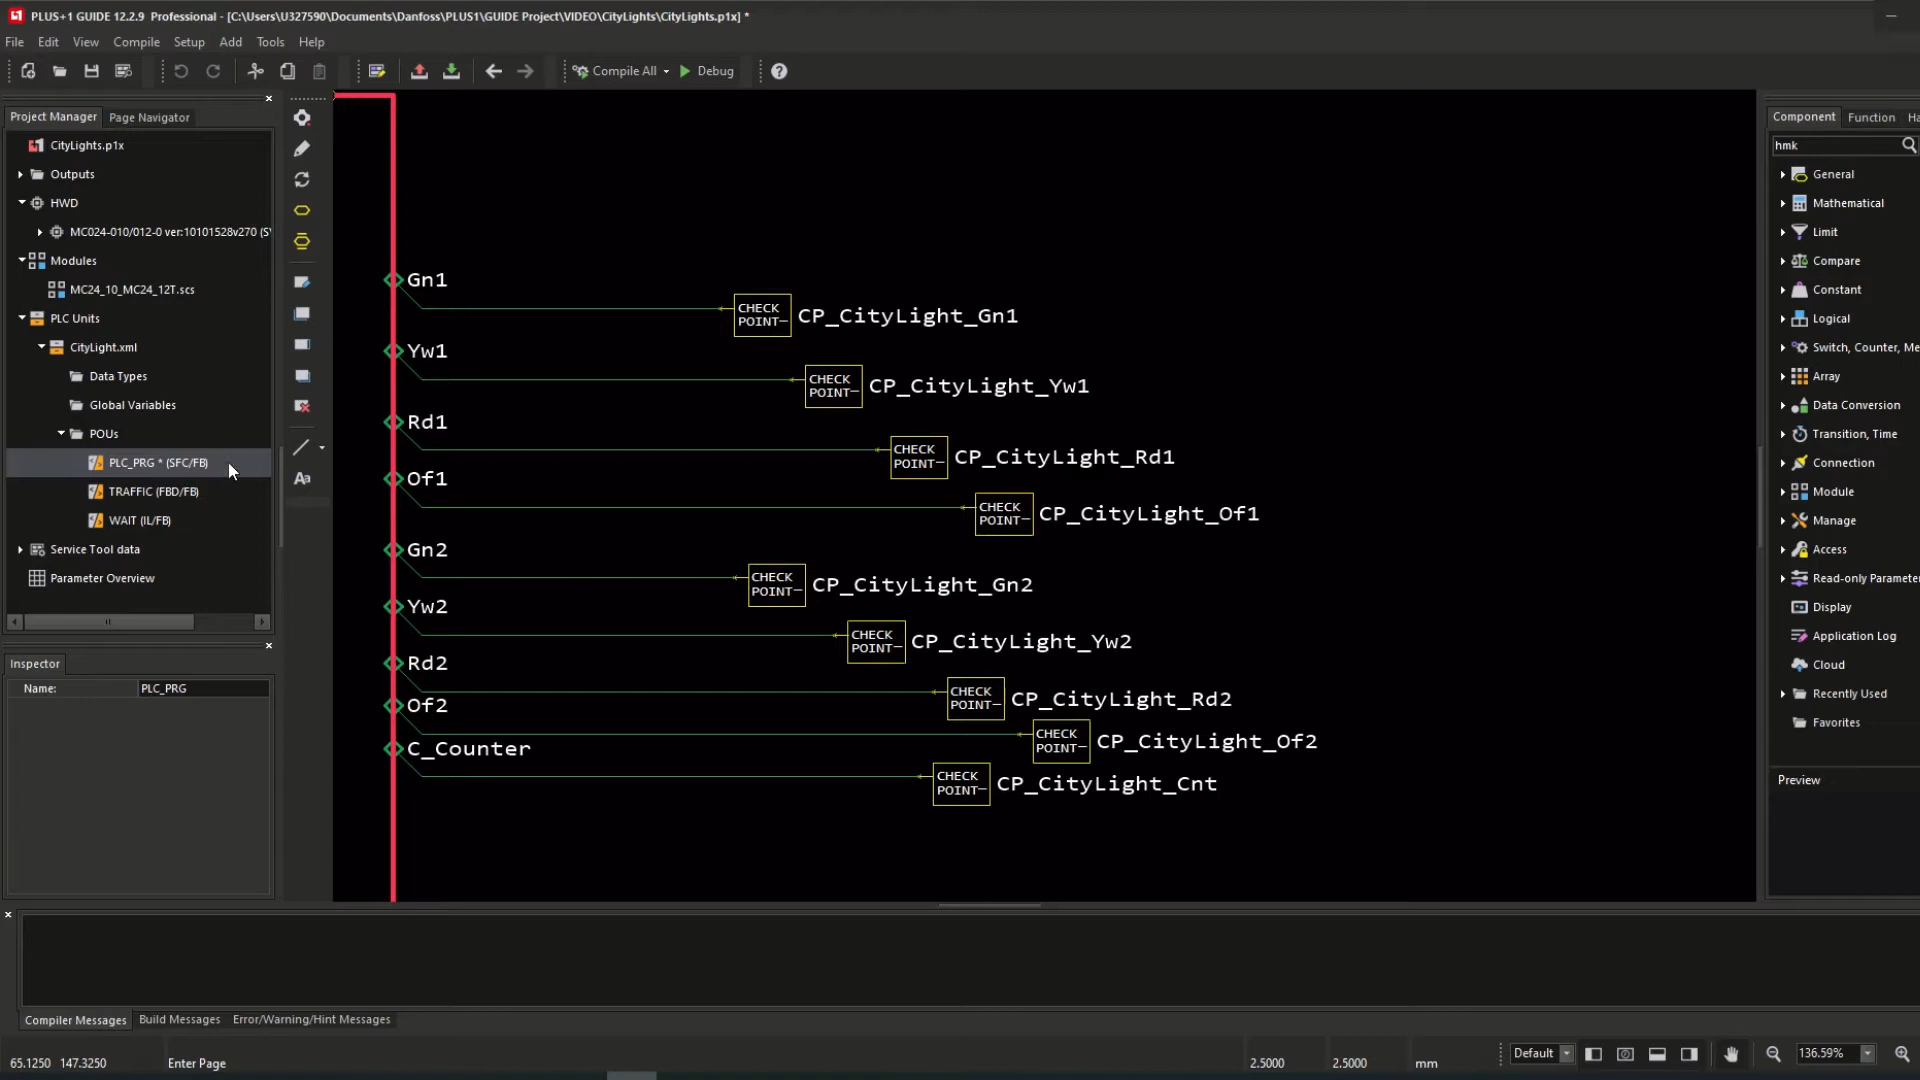 PLUS+1 GUIDE 12.2.9 Professional - [C:\Users\U327590\Documents\Danfoss\PLUS1\GUIDE Project\VIDEO\CityLights\CityLights.p1x] *
File Edit View Compile Setup Add Tools Help
Compile All Debug
Project Manager Page Navigator
CityLights.p1x
Outputs
HWD
MC024-010/012-0 ver:10101528v270 (S
Modules
MC24_10_MC24_12T.scs
PLC Units
CityLight.xml
Data Types
Global Variables
POUs
PLC_PRG * (SFC/FB)
TRAFFIC (FBD/FB)
WAIT (IL/FB)
Service Tool data
Parameter Overview
Inspector
Name: PLC_PRG
Aa
Gn1
CHECK
POINT
CP_CityLight_Gn1
Yw1
CHECK
POINT
CP_CityLight_Yw1
Rd1
CHECK
POINT
CP_CityLight_Rd1
Of1
CHECK
POINT
CP_CityLight_Of1
Gn2
CHECK
POINT
CP_CityLight_Gn2
Yw2
CHECK
POINT
CP_CityLight_Yw2
Rd2
CHECK
POINT
CP_CityLight_Rd2
Of2
CHECK
POINT
CP_CityLight_Of2
C_Counter
CHECK
POINT
CP_CityLight_Cnt
Component Function Ha
hmk
General
Mathematical
Limit
Compare
Constant
Logical
Switch, Counter, Me
Array
Data Conversion
Transition, Time
Connection
Module
Manage
Access
Read-only Parameter
Display
Application Log
Cloud
Recently Used
Favorites
Preview
Compiler Messages Build Messages Error/Warning/Hint Messages
65.1250 147.3250 Enter Page 2.5000 2.5000 mm Default 136.59%